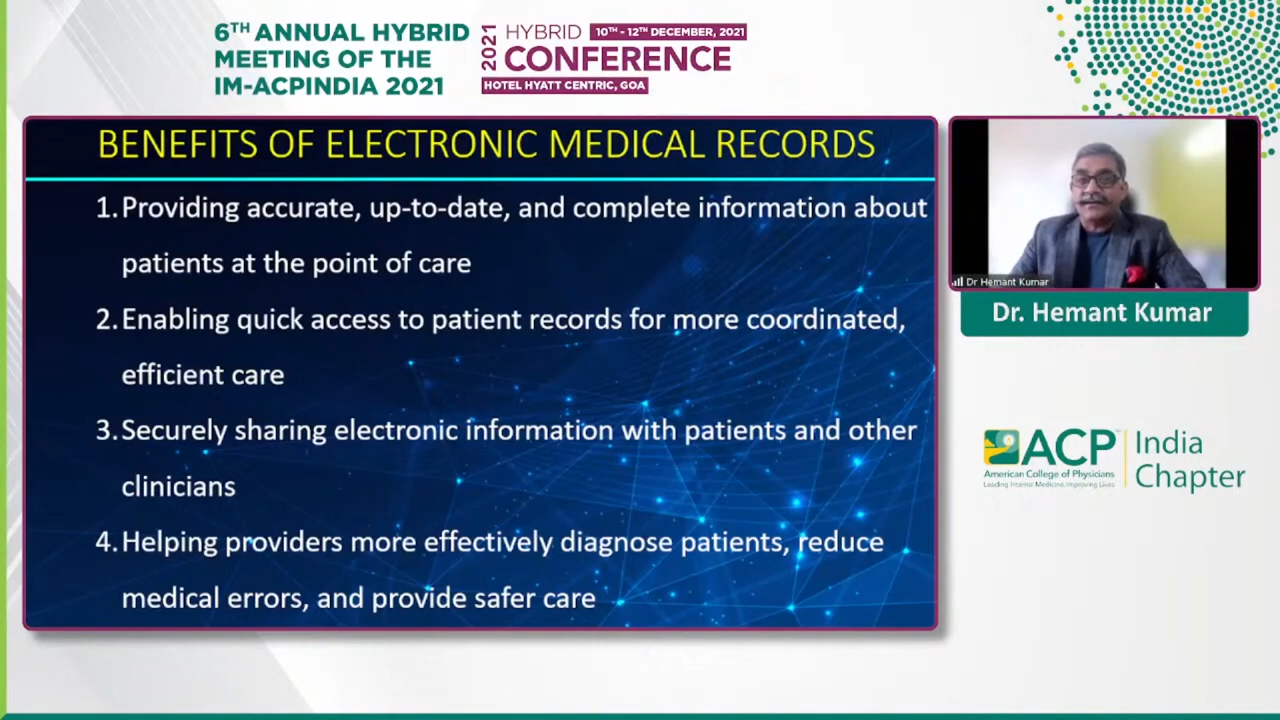 6TH ANNUAL HYBRID
MEETING OF THE
IM-ACPINDIA 2021
2021
HYBRID 10TH - 12TH DECEMBER, 2021
CONFERENCE
HOTEL HYATT CENTRIC, GOA
BENEFITS OF ELECTRONIC MEDICAL RECORDS
1. Providing accurate, up-to-date, and complete information about
patients at the point of care
2. Enabling quick access to patient records for more coordinated,
efficient care
3. Securely sharing electronic information with patients and other
clinicians
4. Helping providers more effectively diagnose patients, reduce
medical errors, and provide safer care
Dr Hemant Kumar
Dr. Hemant Kumar
ACP
American College of Physicians
Leading Internal Medicine, Improving Lives
India
Chapter